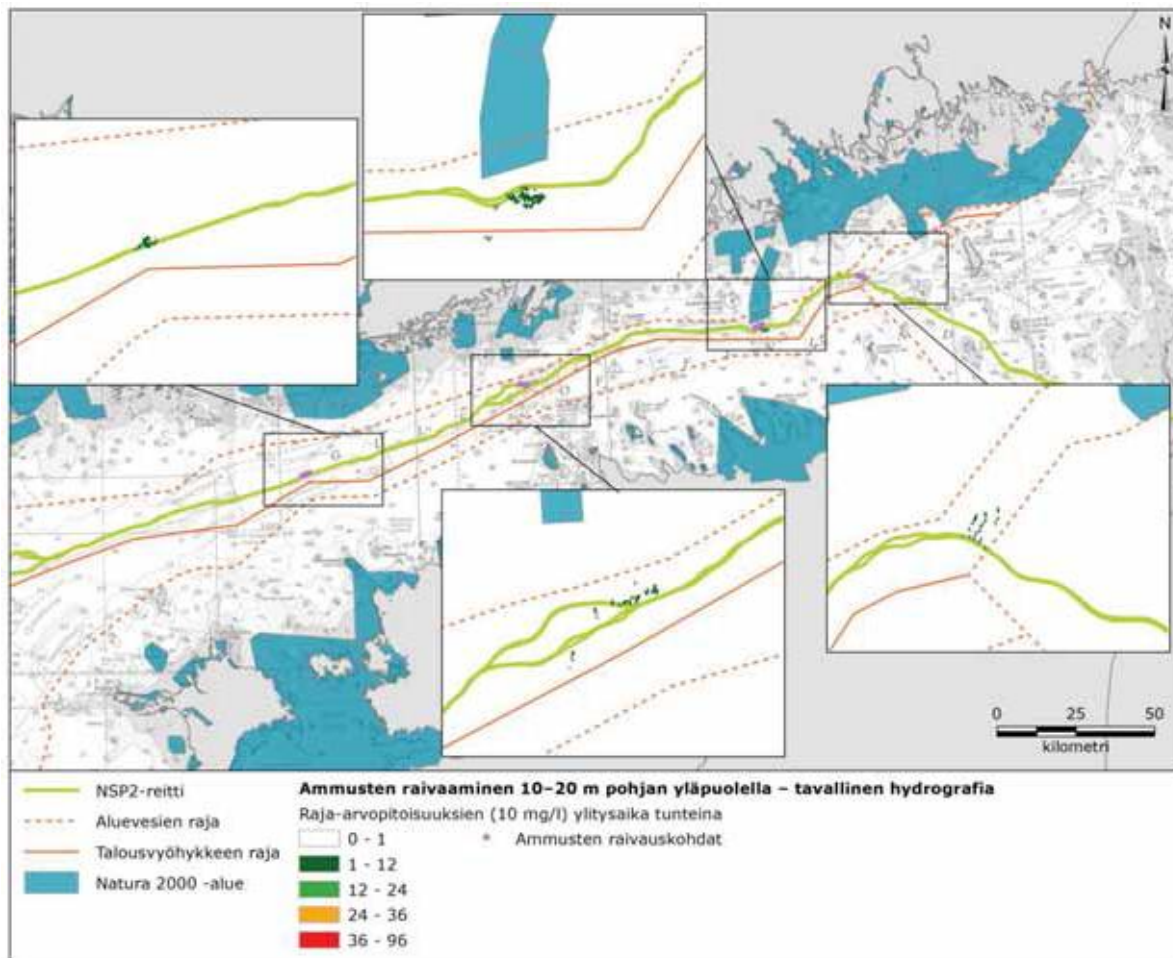 N
0 25 50
kilometri
NSP2-reitti
Aluevesien raja
Talousvyöhykkeen raja
Natura 2000 -alue
Ammusten raivaaminen 10–20 m pohjan yläpuolella – tavallinen hydrografia
Raja-arvopitoisuuksien (10 mg/l) ylitysaika tunteina
0 - 1
1 - 12
12 - 24
24 - 36
36 - 96
Ammusten raivauskohdat